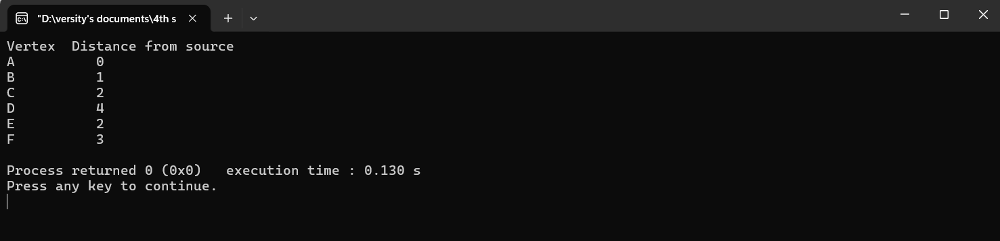 "D:\versity's documents\4th s
Vertex  Distance from source
A          0
B          1
C          2
D          4
E          2
F          3
Process returned 0 (0x0)   execution time : 0.130 s
Press any key to continue.